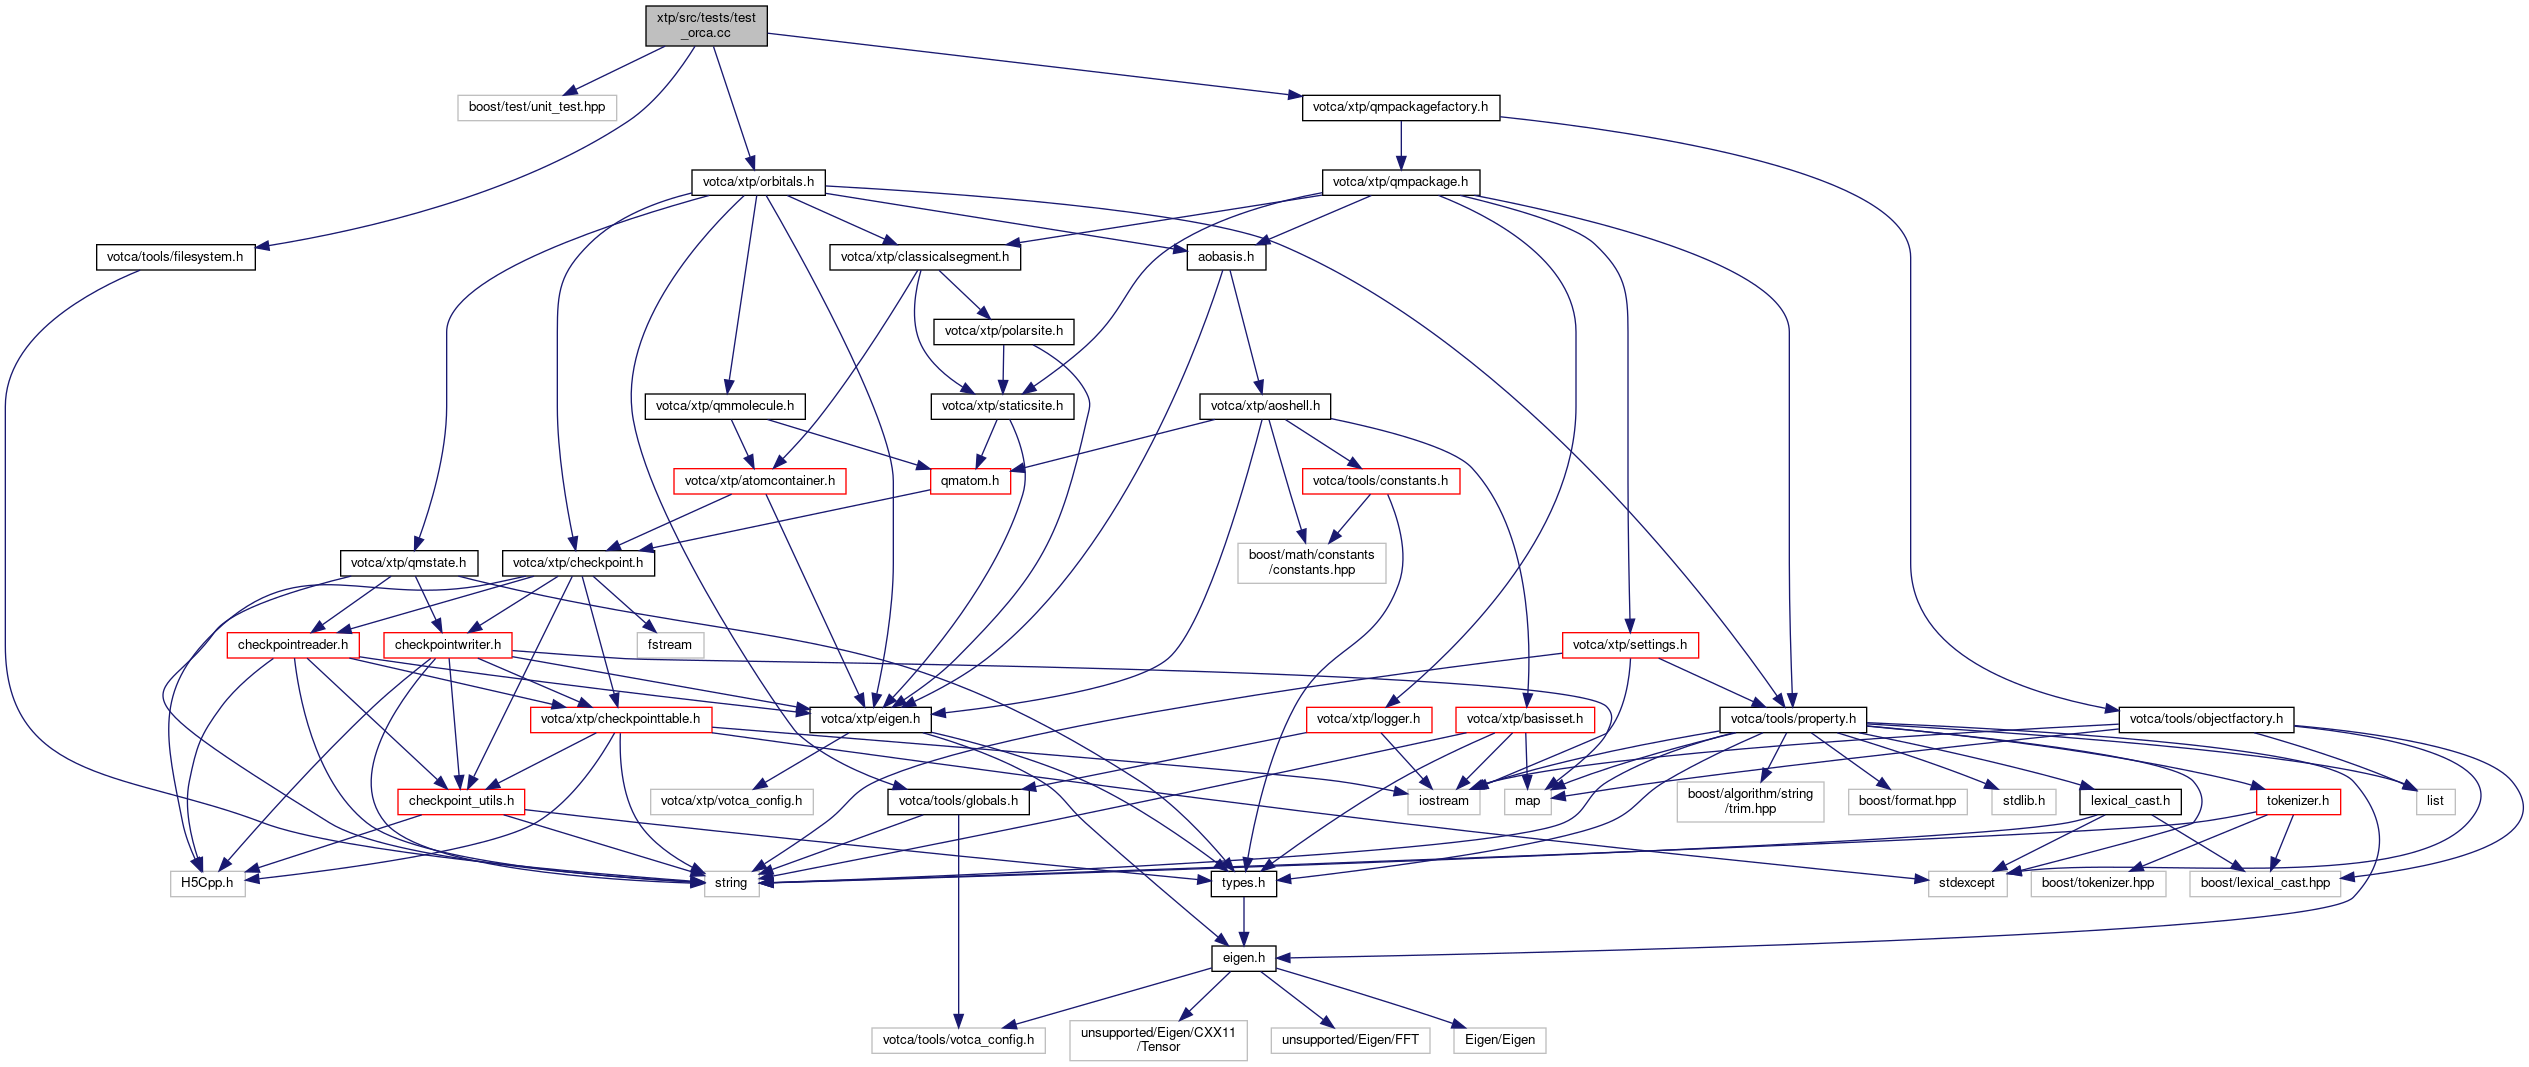 xtp/src/tests/test
_orca.cc
boost/test/unit_test.hpp
votca/xtp/qmpackagefactory.h
votca/xtp/orbitals.h
votca/xtp/qmpackage.h
votca/tools/filesystem.h
votca/xtp/classicalsegment.h
aobasis.h
votca/xtp/polarsite.h
votca/xtp/qmmolecule.h
votca/xtp/staticsite.h
votca/xtp/aoshell.h
votca/xtp/atomcontainer.h
qmatom.h
votca/tools/constants.h
votca/xtp/qmstate.h
votca/xtp/checkpoint.h
boost/math/constants
/constants.hpp
checkpointreader.h
checkpointwriter.h
fstream
votca/xtp/settings.h
votca/xtp/checkpointtable.h
votca/xtp/eigen.h
votca/xtp/logger.h
votca/xtp/basisset.h
votca/tools/property.h
votca/tools/objectfactory.h
checkpoint_utils.h
votca/xtp/votca_config.h
votca/tools/globals.h
iostream
map
boost/algorithm/string
/trim.hpp
boost/format.hpp
stdlib.h
lexical_cast.h
tokenizer.h
list
H5Cpp.h
string
types.h
stdexcept
boost/tokenizer.hpp
boost/lexical_cast.hpp
eigen.h
votca/tools/votca_config.h
unsupported/Eigen/CXX11
/Tensor
unsupported/Eigen/FFT
Eigen/Eigen